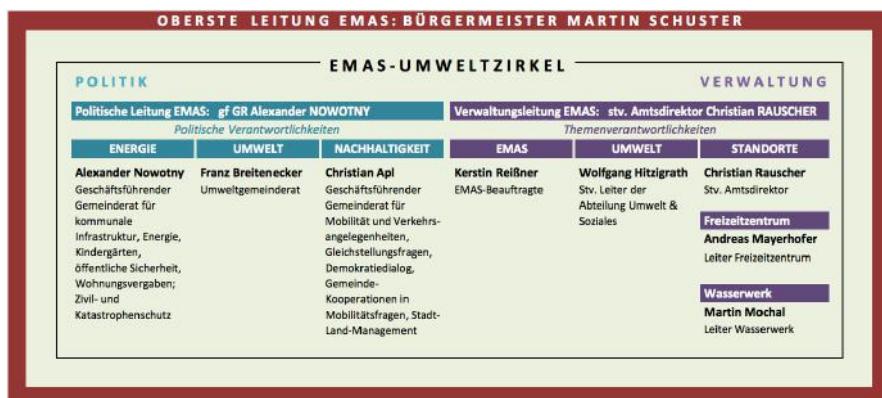 OBERSTE LEITUNG EMAS: BÜRGERMEISTER MARTIN SCHUSTER
EMAS-UMWELTZIRKEL
POLITIK
VERWALTUNG
Politische Leitung EMAS: gf GR Alexander NOWOTNY
Politische Verantwortlichkeiten
ENERGIE
Alexander Nowotny
Geschäftsführender
Gemeinderat für
kommunale
Infrastruktur, Energie,
Kindergärten,
öffentliche Sicherheit,
Wohnungsvergaben;
Zivil- und
Katastrophenschutz
UMWELT
Franz Breitenecker
Umweltgemeinderat
NACHHALTIGKEIT
Christian Apl
Geschäftsführender
Gemeinderat für
Mobilität und Verkehrs-
angelegenheiten,
Gleichstellungsfragen,
Demokratiedialog,
Gemeinde-
Kooperationen in
Mobilitätsfragen, Stadt-
Land-Management
Verwaltungsleitung EMAS: stv. Amtsdirektor Christian RAUSCHER
Themenverantwortlichkeiten
EMAS
Kerstin Reißner
EMAS-Beauftragte
UMWELT
Wolfgang Hitzigrath
Stv. Leiter der
Abteilung Umwelt &
Soziales
STANDORTE
Christian Rauscher
Stv. Amtsdirektor
Freizeitzentrum
Andreas Mayerhofer
Leiter Freizeitzentrum
Wasserwerk
Martin Mochal
Leiter Wasserwerk